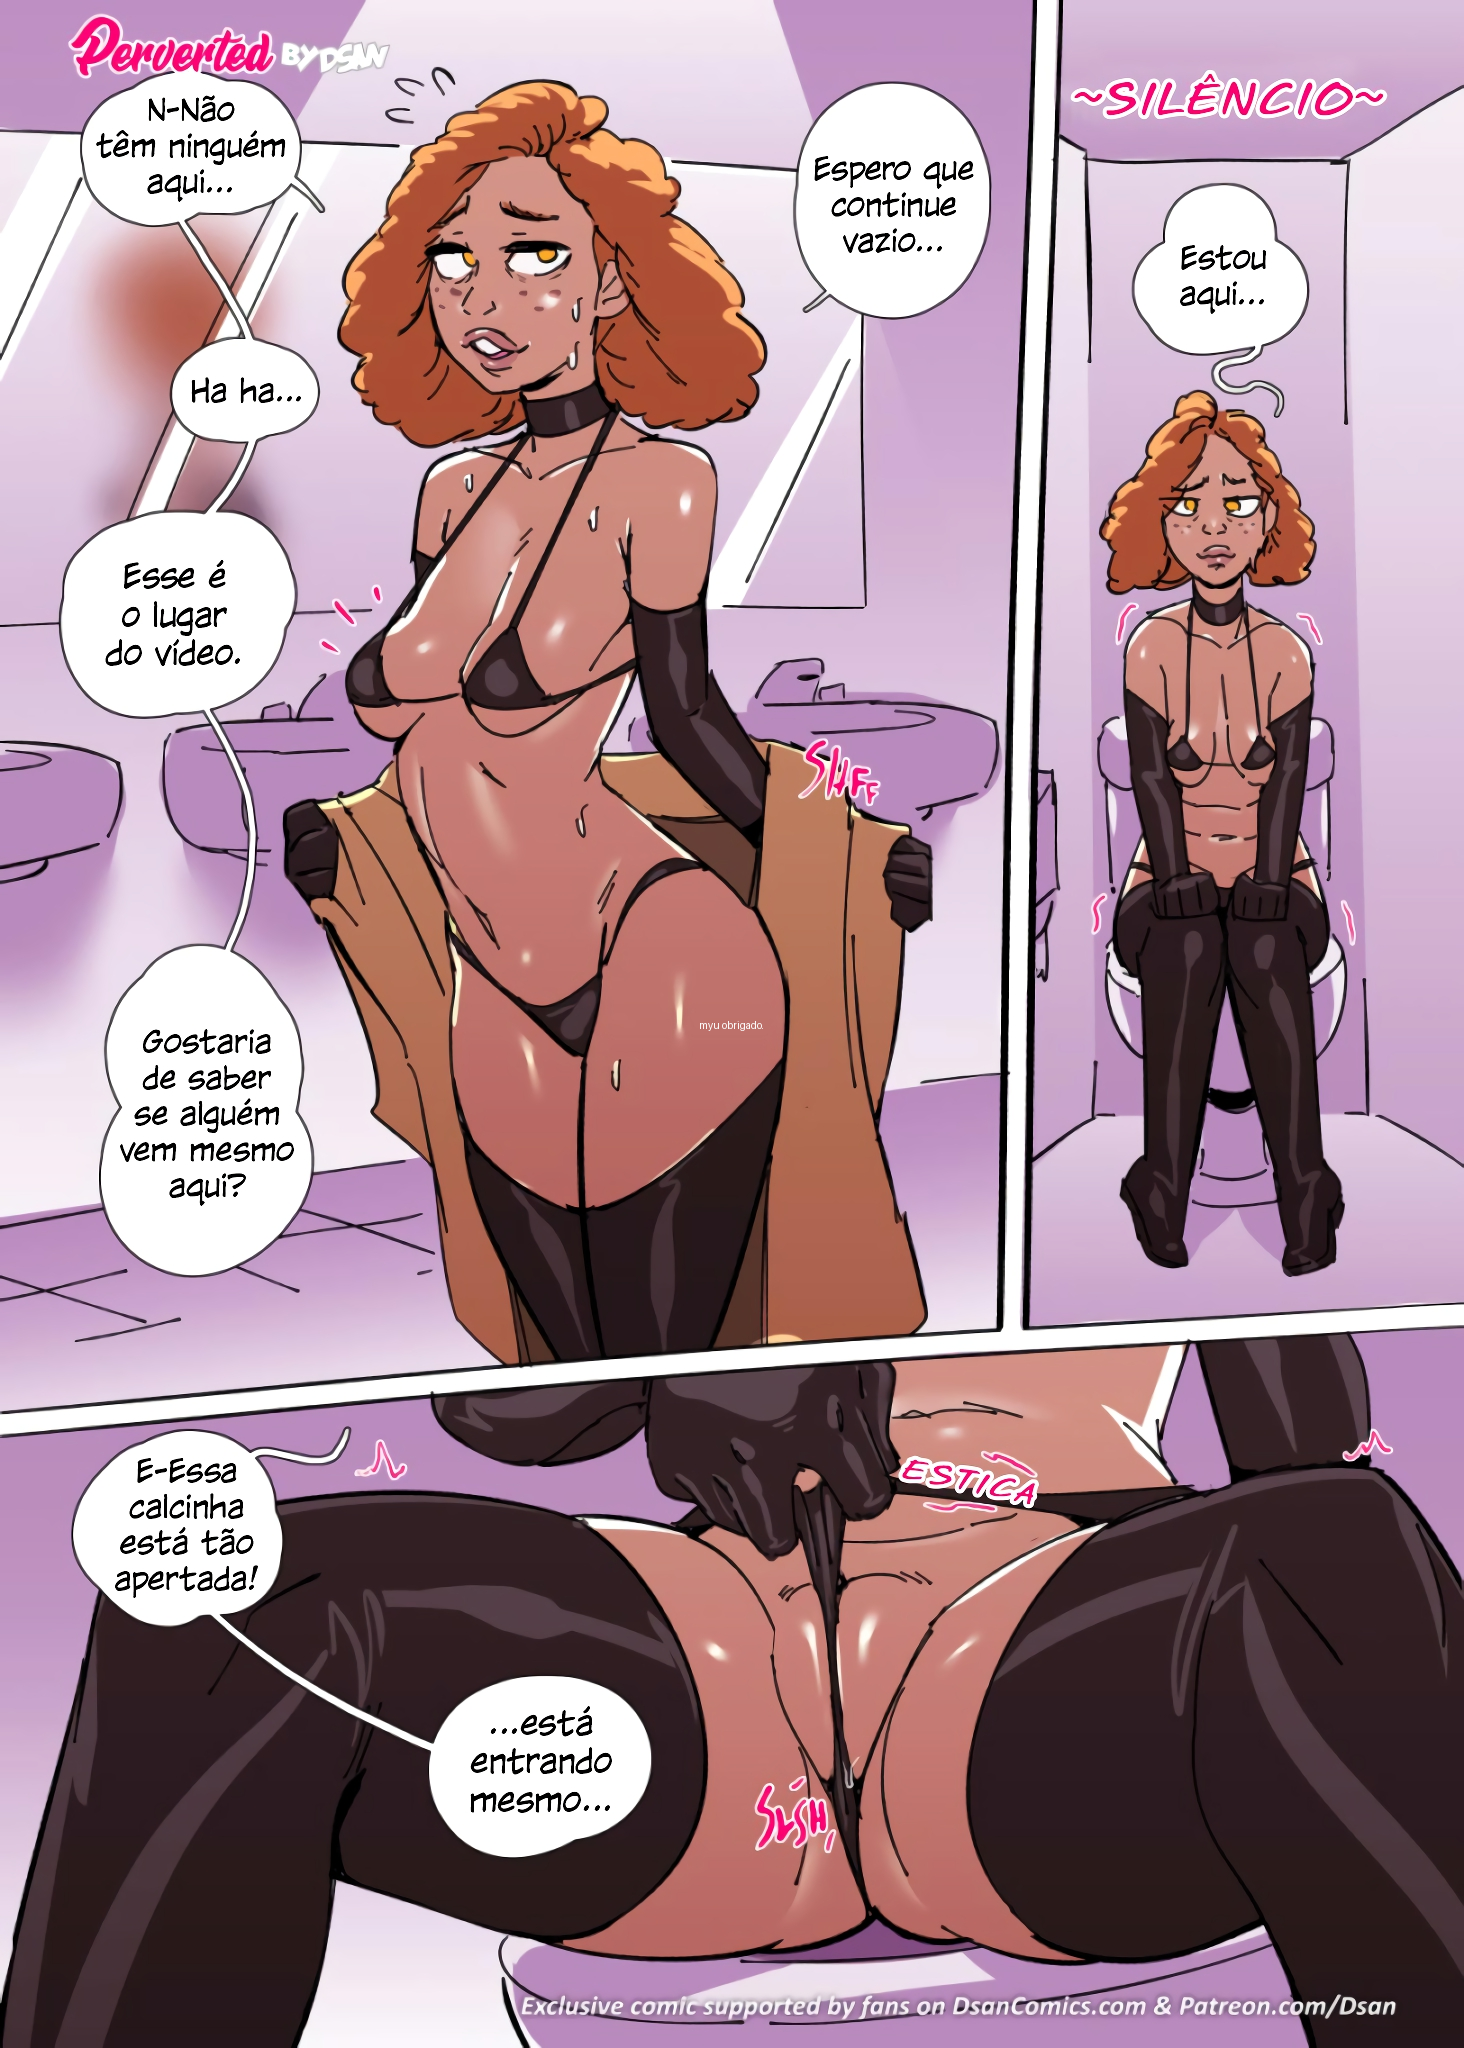 Perverted BY DSAN
N-Não
têm ninguém
aqui...
Ha ha...
Esse é
o lugar
do vídeo.
Gostaria
de saber
se alguém
vem mesmo
aqui?
Espero que
continue
vazio...
SHFF
myu obrigado.
~SILÊNCIO~
Estou
aqui...
E-Essa
calcinha
está tão
apertada!
ESTICA
...está
entrando
mesmo...
SLSH
Exclusive comic supported by fans on DsanComics.com & Patreon.com/Dsan